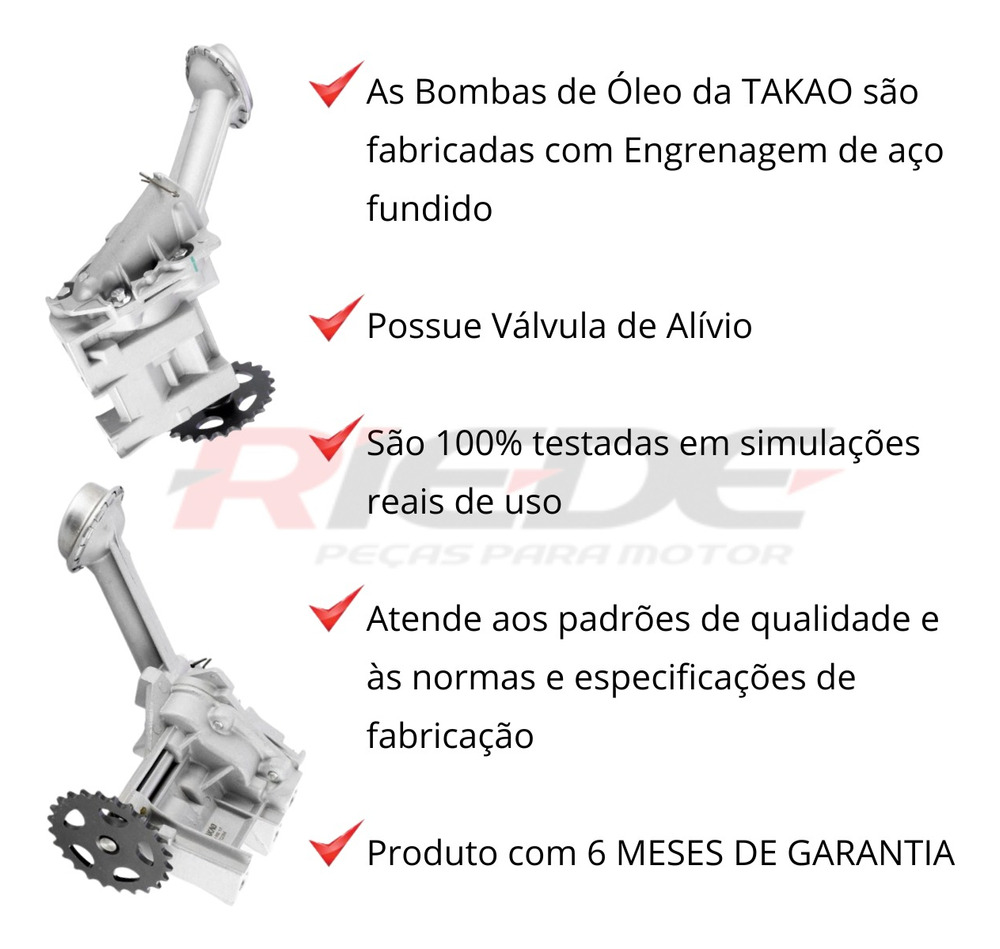 As Bombas de Óleo da TAKAO são
fabricadas com Engrenagem de aço
fundido
Possue Válvula de Alívio
São 100% testadas em simulações
reais de uso
RIEDE
PEÇAS PARA MOTOR
Atende aos padrões de qualidade e
às normas e especificações de
fabricação
Produto com 6 MESES DE GARANTIA